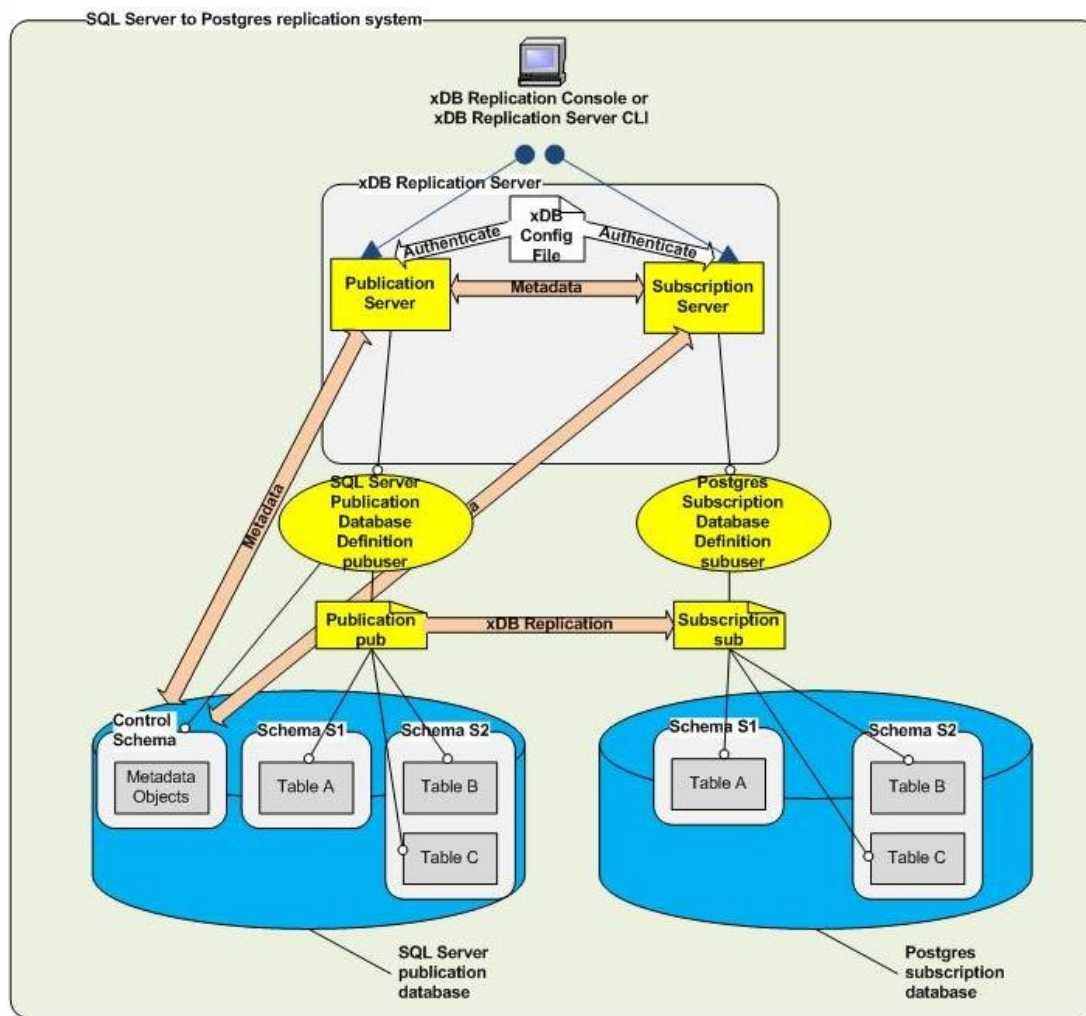 SQL Server to Postgres replication system
xDB Replication Console or
xDB Replication Server CLI
xDB Replication Server
xDB
Config
File
Authenticate
Authenticate
Publication
Server
Metadata
Subscription
Server
Metadata
SQL Server
Publication
Database
Definition
pubuser
Postgres
Subscription
Database
Definition
subuser
Publication
pub
xDB Replication
Subscription
sub
Control
Schema
Metadata
Objects
Schema S1
Table A
Schema S2
Table B
Table C
Schema S1
Table A
Schema S2
Table B
Table C
SQL Server
publication
database
Postgres
subscription
database